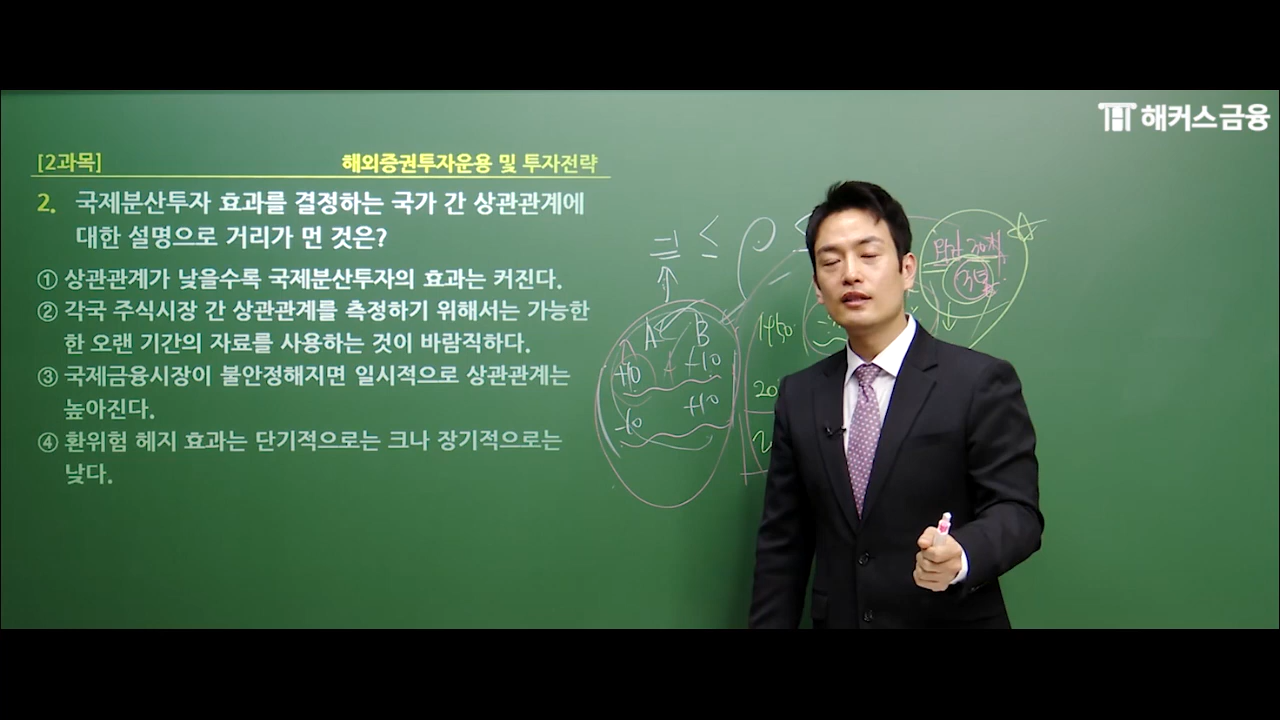 해커스금융
[2과목] 해외증권투자운용 및 투자전략
2. 국제분산투자 효과를 결정하는 국가 간 상관관계에
대한 설명으로 거리가 먼 것은?
① 상관관계가 낮을수록 국제분산투자의 효과는 커진다.
② 각국 주식시장 간 상관관계를 측정하기 위해서는 가능한
한 오랜 기간의 자료를 사용하는 것이 바람직하다.
③ 국제금융시장이 불안정해지면 일시적으로 상관관계는
높아진다.
④ 환위험 헤지 효과는 단기적으로는 크나 장기적으로는
낮다.
-1 ≤ ρ ≤
A B
+10 +10
-10 +10